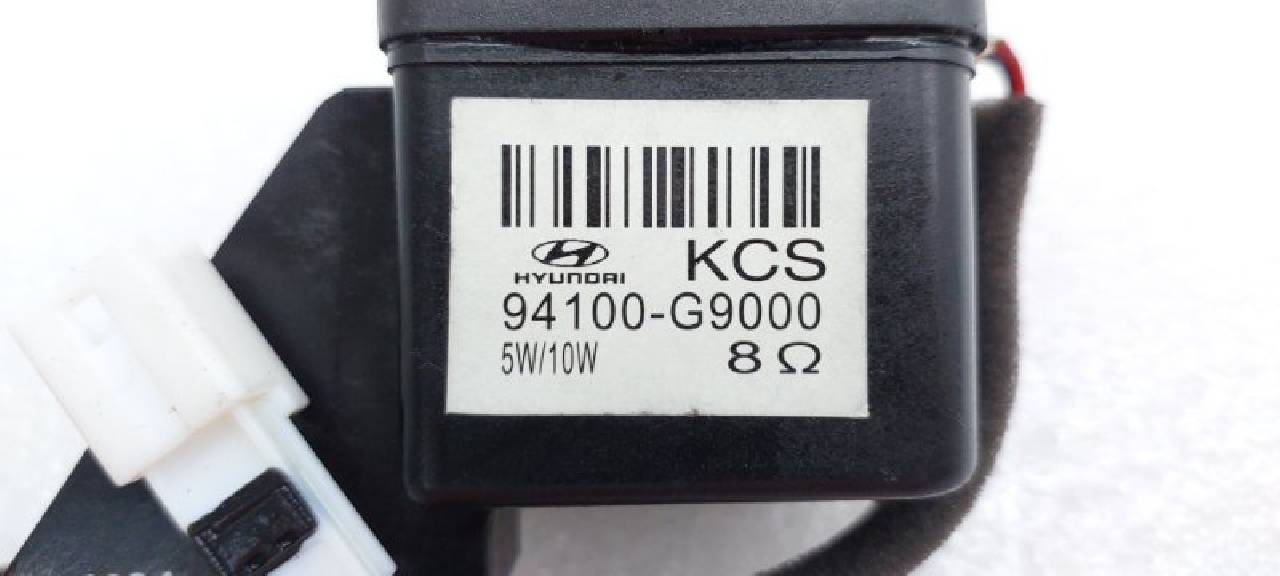 HYUNDAI KCS
94100-G9000
5W/10W 8 Ω